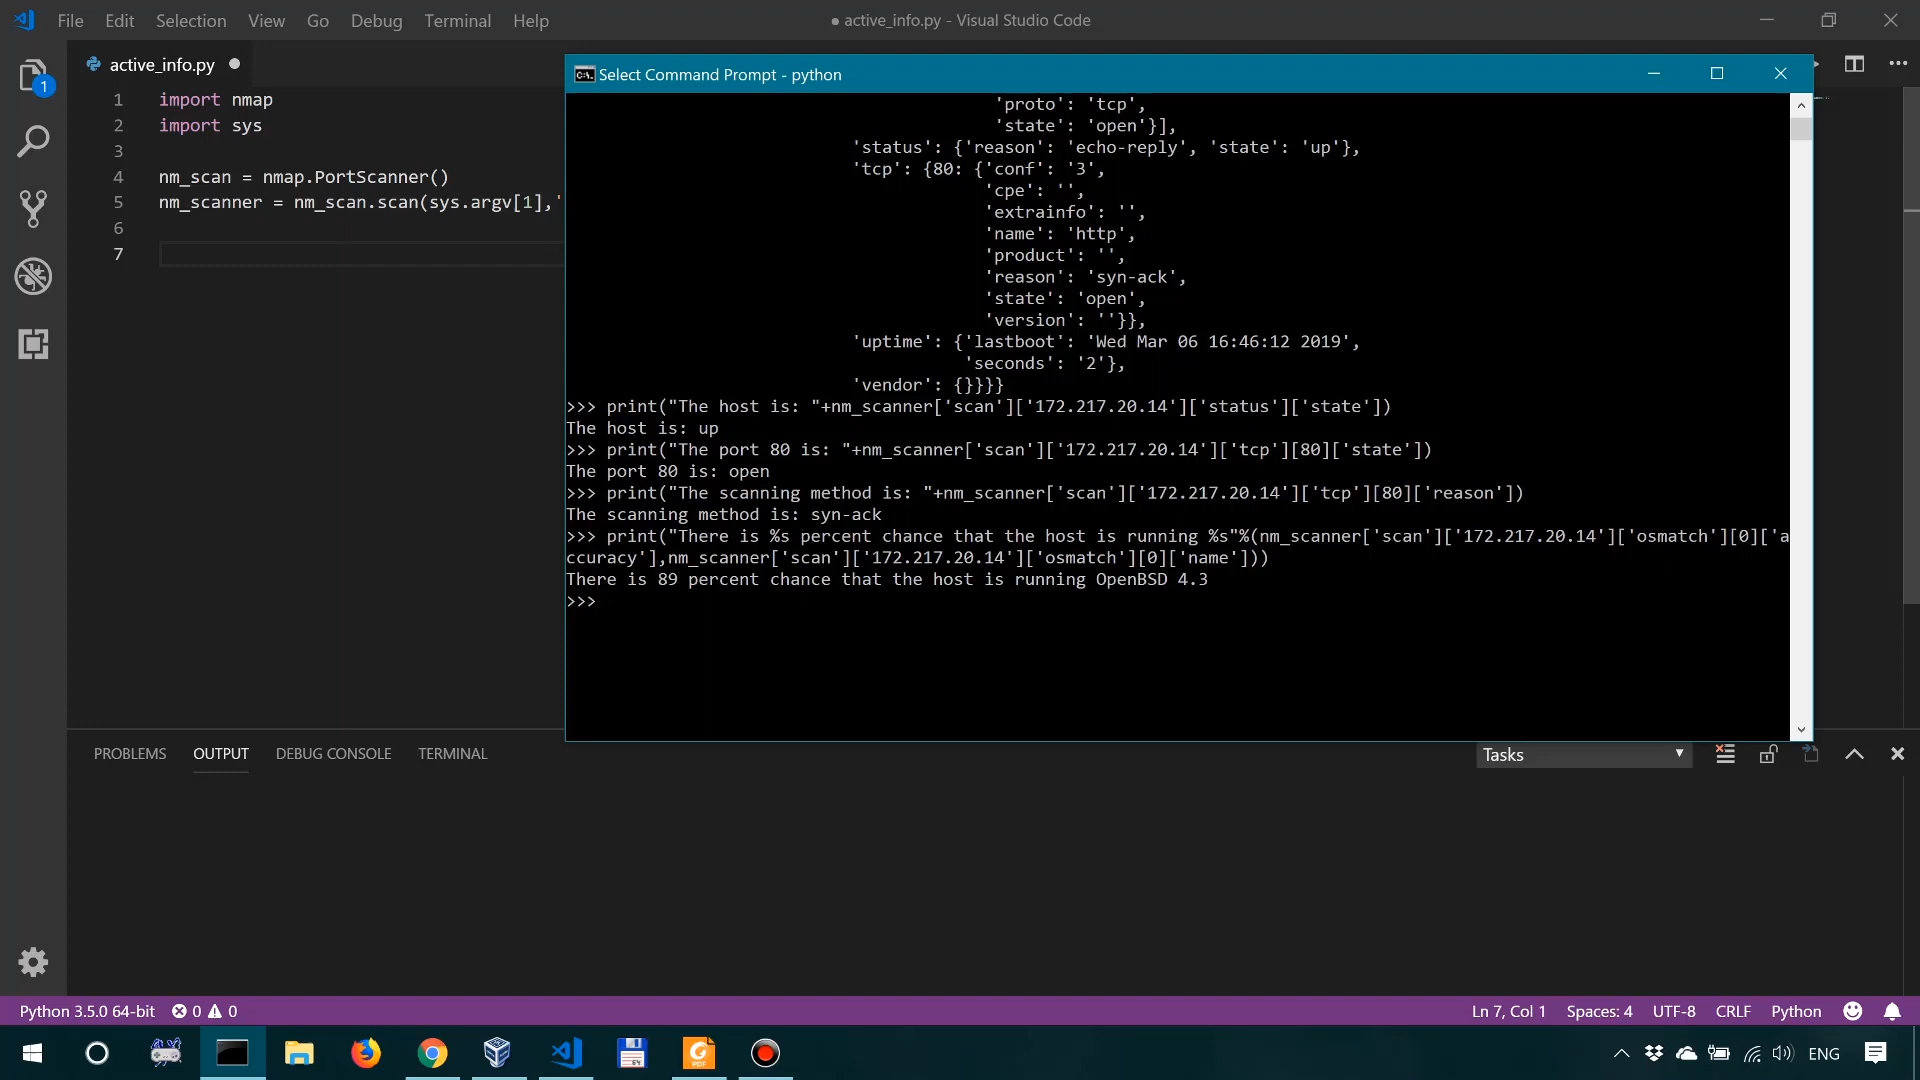 File Edit Selection View Go Debug Terminal Help
● active_info.py - Visual Studio Code
1
active_info.py
1 import nmap
2 import sys
3
4 nm_scan = nmap.PortScanner()
5 nm_scanner = nm_scan.scan(sys.argv[1],'
6
7
C:\. Select Command Prompt - python
'proto': 'tcp',
'state': 'open'}],
'status': {'reason': 'echo-reply', 'state': 'up'},
'tcp': {80: {'conf': '3',
'cpe': '',
'extrainfo': '',
'name': 'http',
'product': '',
'reason': 'syn-ack',
'state': 'open',
'version': ''}},
'uptime': {'lastboot': 'Wed Mar 06 16:46:12 2019',
'seconds': '2'},
'vendor': {}}}}
>>> print("The host is: "+nm_scanner['scan']['172.217.20.14']['status']['state'])
The host is: up
>>> print("The port 80 is: "+nm_scanner['scan']['172.217.20.14']['tcp'][80]['state'])
The port 80 is: open
>>> print("The scanning method is: "+nm_scanner['scan']['172.217.20.14']['tcp'][80]['reason'])
The scanning method is: syn-ack
>>> print("There is %s percent chance that the host is running %s"%(nm_scanner['scan']['172.217.20.14']['osmatch'][0]['a
ccuracy'],nm_scanner['scan']['172.217.20.14']['osmatch'][0]['name']))
There is 89 percent chance that the host is running OpenBSD 4.3
>>>
PROBLEMS OUTPUT DEBUG CONSOLE TERMINAL
Tasks
Python 3.5.0 64-bit 0 0
Ln 7, Col 1 Spaces: 4 UTF-8 CRLF Python
64
PDF
ENG